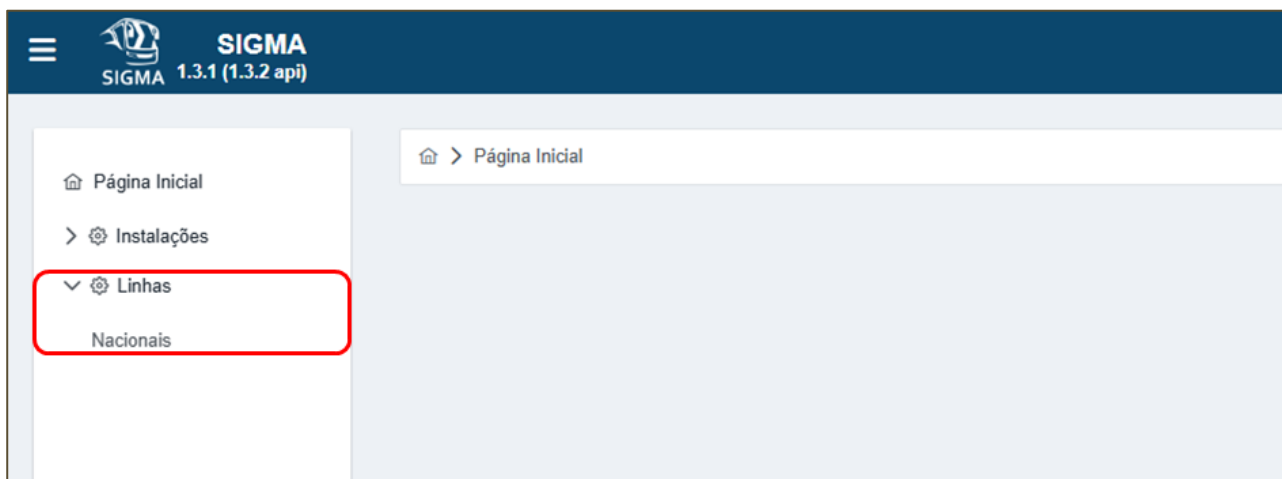 SIGMA
SIGMA
1.3.1 (1.3.2 api)
Página Inicial
Instalações
Linhas
Nacionais
Página Inicial